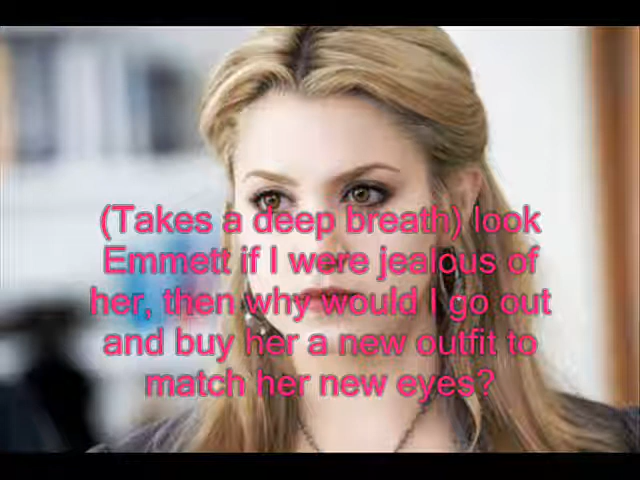 (Takes a deep breath) look
Emmett if I were jealous of
her, then why would I go out
and buy her a new outfit to
match her new eyes?